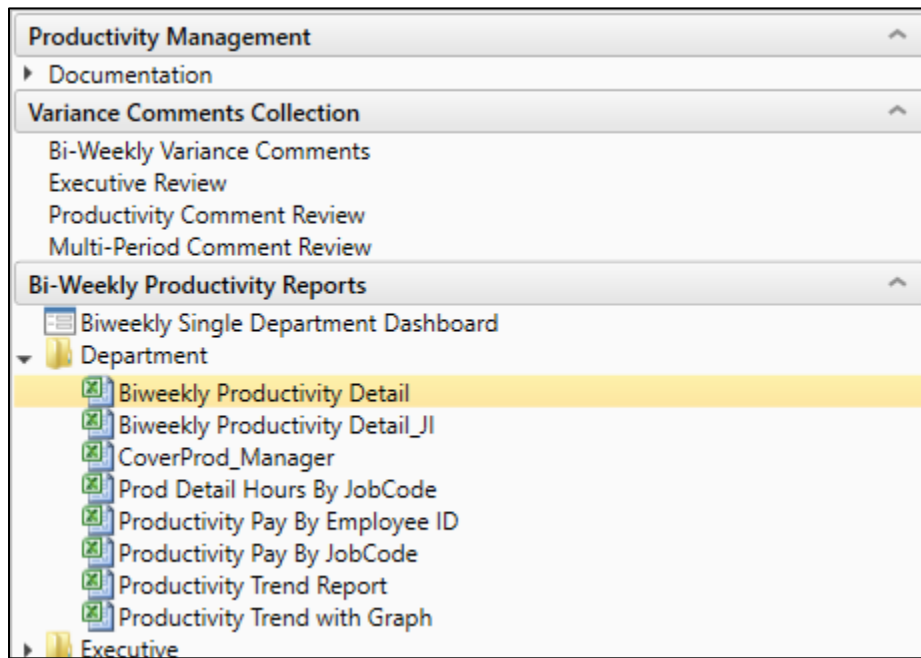 Productivity Management
Documentation
Variance Comments Collection
Bi-Weekly Variance Comments
Executive Review
Productivity Comment Review
Multi-Period Comment Review
Bi-Weekly Productivity Reports
Biweekly Single Department Dashboard
Department
Biweekly Productivity Detail
Biweekly Productivity Detail_JI
CoverProd_Manager
Prod Detail Hours By JobCode
Productivity Pay By Employee ID
Productivity Pay By JobCode
Productivity Trend Report
Productivity Trend with Graph
Executive